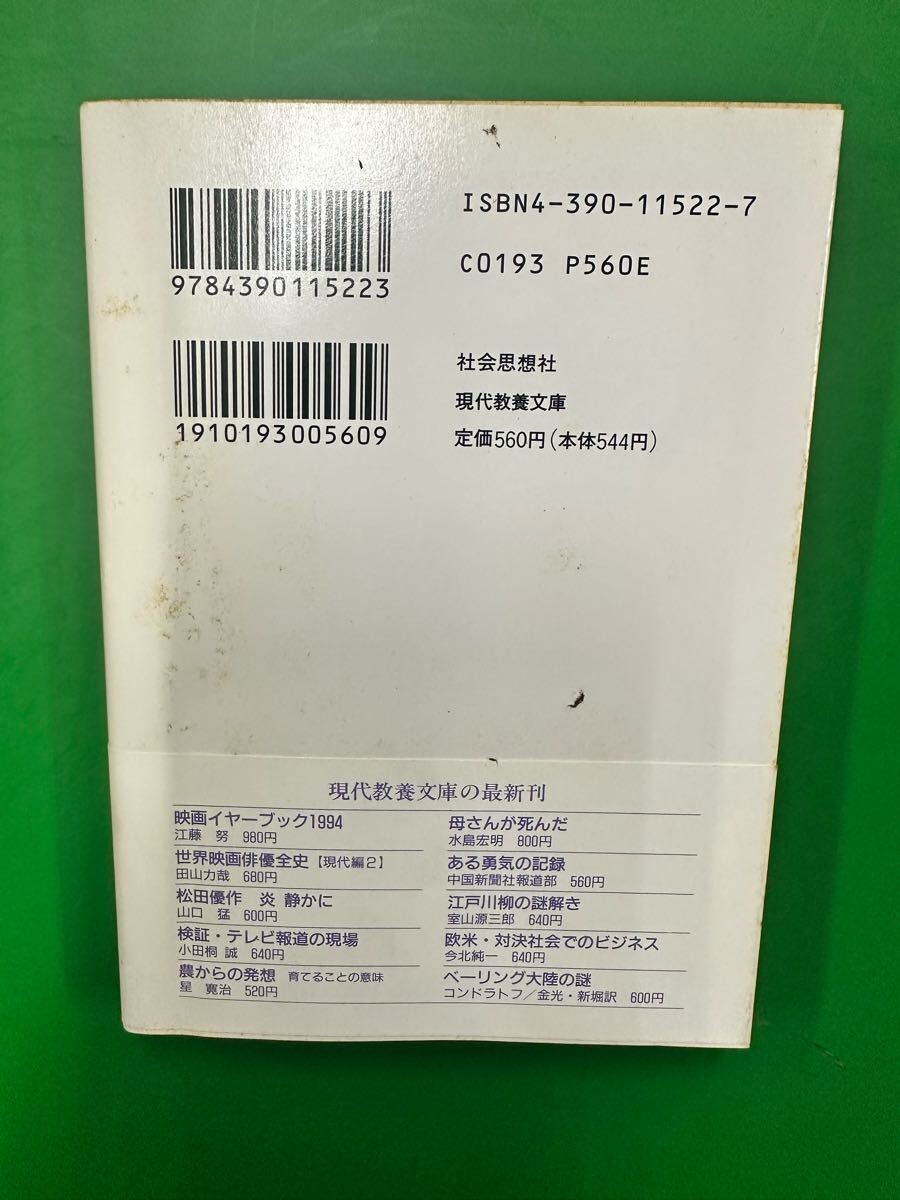 9784390115223
ISBN4-390-11522-7
C0193 P560E
1910193005609
社会思想社
現代教養文庫
定価560円(本体544円)
現代教養文庫の最新刊
映画イヤーブック1994
江藤 努 980円
世界映画俳優全史【現代編2】
田山力哉 680円
松田優作 炎 静かに
山口 猛 600円
検証・テレビ報道の現場
小田桐 誠 640円
農からの発想 育てることの意味
星 寛治 520円
母さんが死んだ
水島宏明 800円
ある勇気の記録
中国新聞社報道部 560円
江戸川柳の謎解き
室山源三郎 640円
欧米・対決社会でのビジネス
今北純一 640円
ベーリング大陸の謎
コンドラトフ/金光・新堀訳 600円